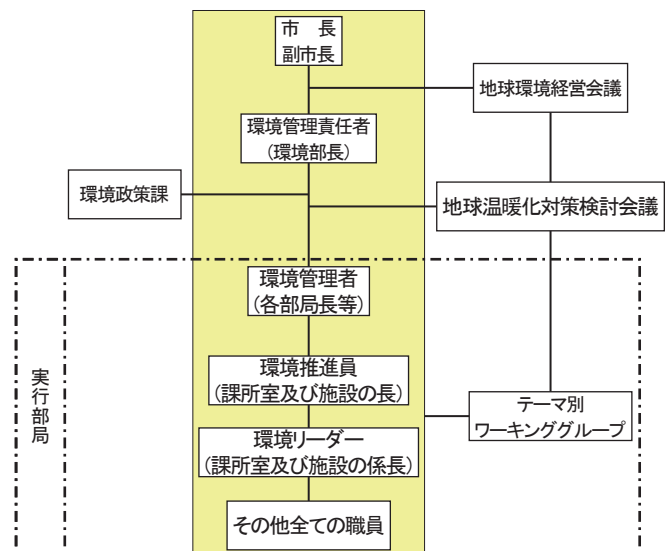 市　長
副市長
地球環境経営会議
環境管理責任者
（環境部長）
環境政策課
地球温暖化対策検討会議
環境管理者
（各部局長等）
実行部局
環境推進員
（課所室及び施設の長）
テーマ別
ワーキンググループ
環境リーダー
（課所室及び施設の係長）
その他全ての職員